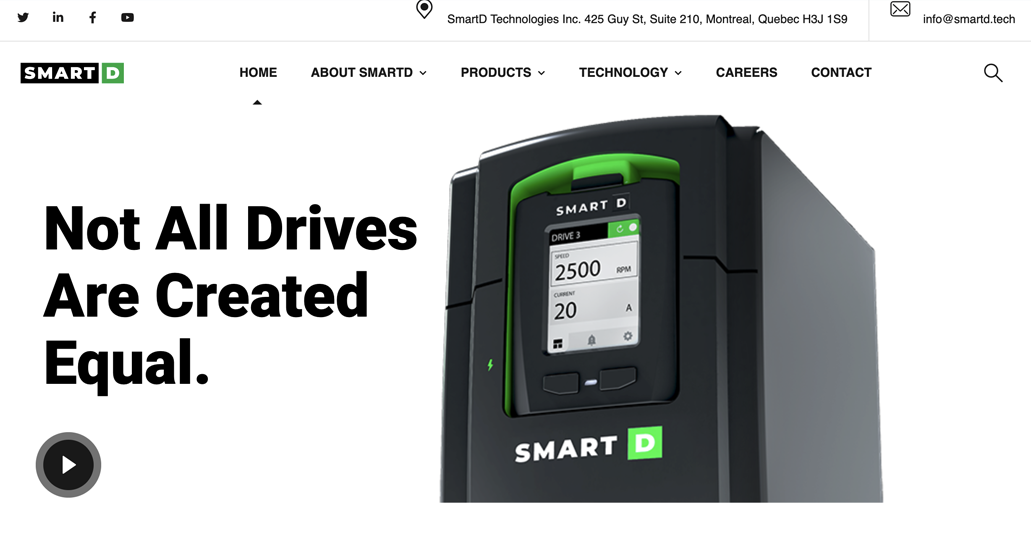 SmartD Technologies Inc. 425 Guy St, Suite 210, Montreal, Quebec H3J 1S9
info@smartd.tech
SMART D
HOME
ABOUT SMARTD
PRODUCTS
TECHNOLOGY
CAREERS
CONTACT
Not All Drives
Are Created
Equal.
SMART D
DRIVE 3
SPEED
2500 RPM
CURRENT
20 A
SMART D